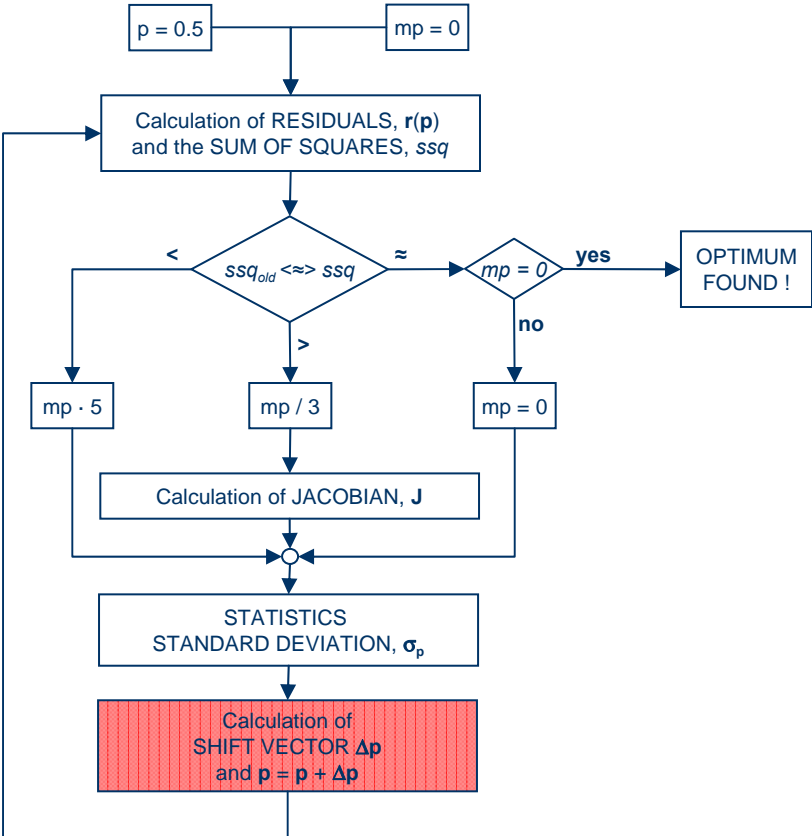 p = 0.5
mp = 0
Calculation of RESIDUALS, r(p)
and the SUM OF SQUARES, ssq
<
ssq_old <≈> ssq
≈
mp = 0
yes
OPTIMUM
FOUND !
no
>
mp · 5
mp / 3
mp = 0
Calculation of JACOBIAN, J
STATISTICS
STANDARD DEVIATION, σ_p
Calculation of
SHIFT VECTOR Δp
and p = p + Δp